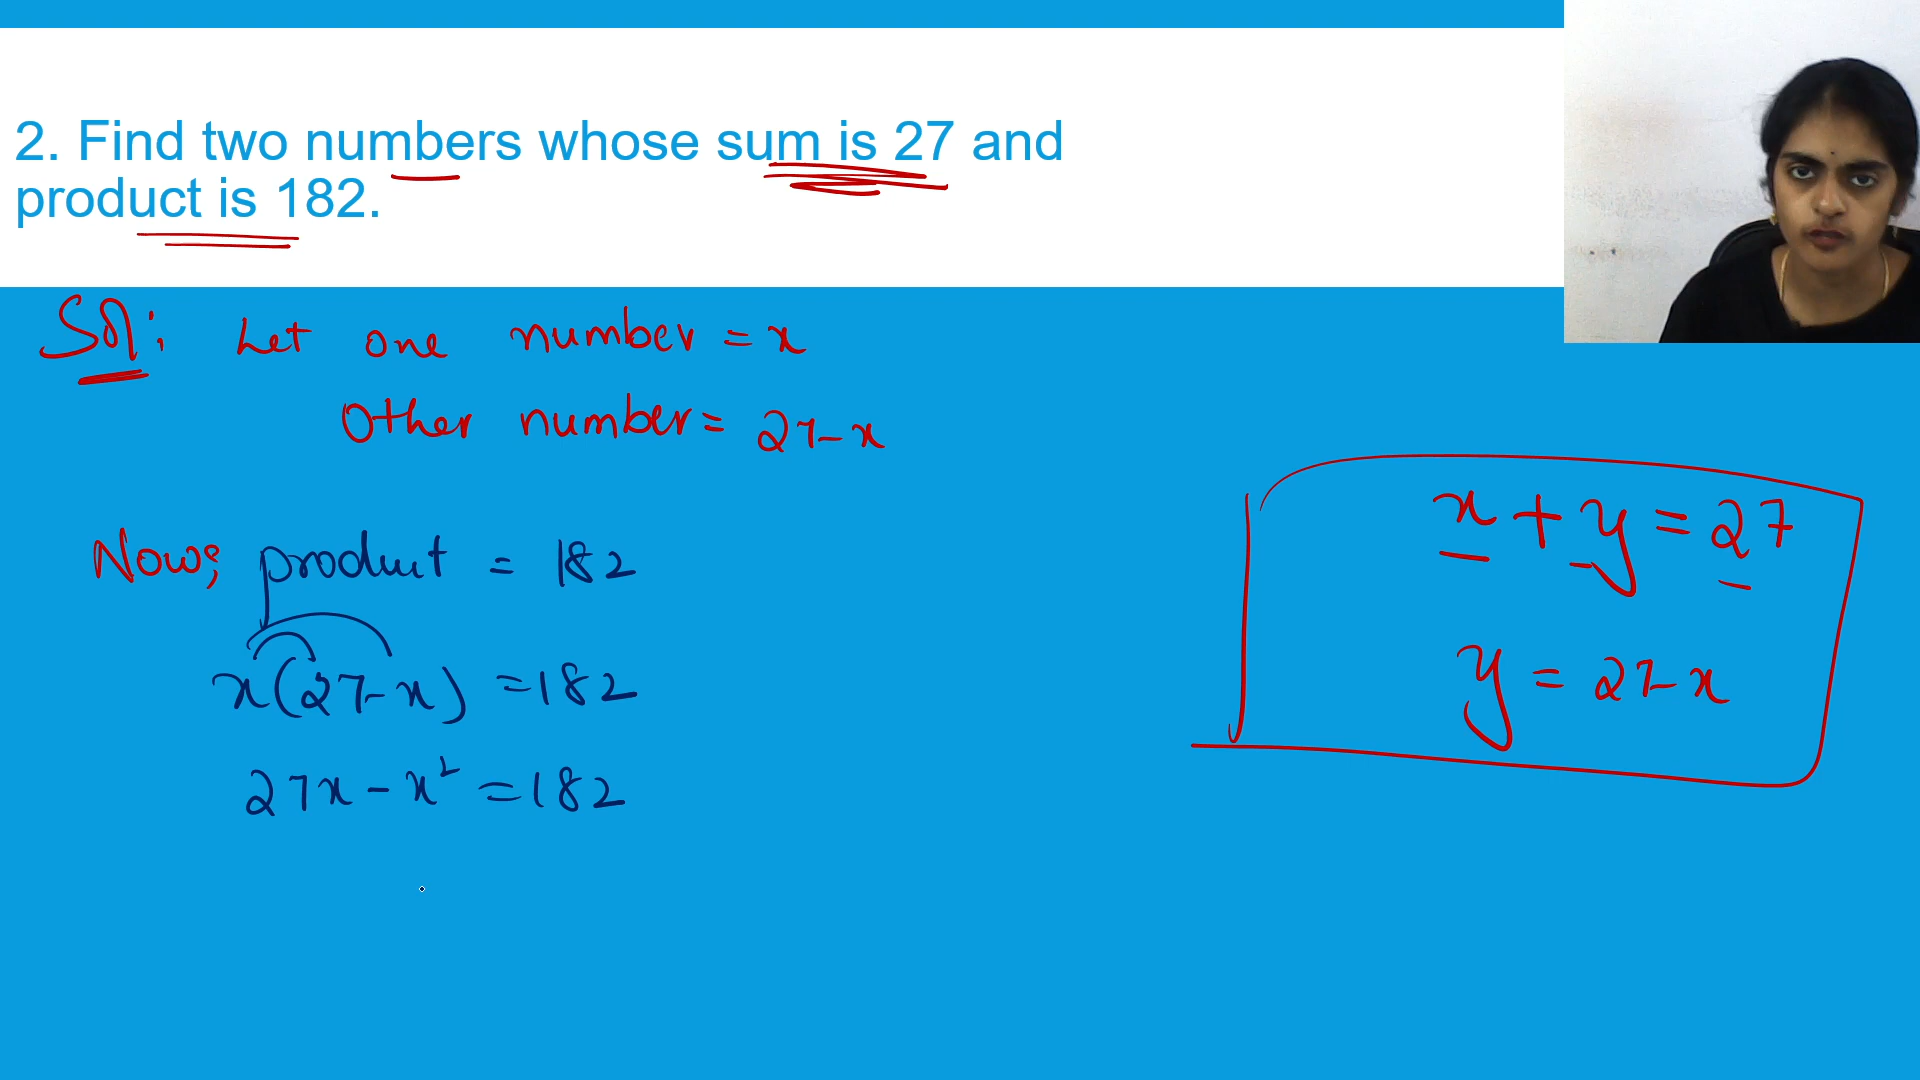 2. Find two numbers whose sum is 27 and
product is 182.
Sol: Let one number = x
Other number = 27-x
Now; product = 182
x(27-x) = 182
27x - x² = 182
x + y = 27
y = 27-x